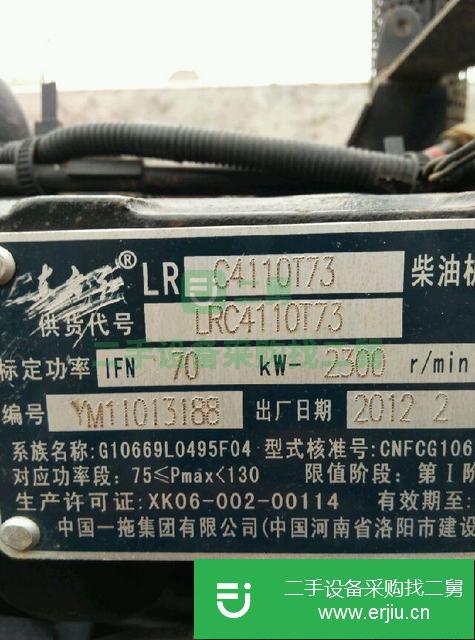 东方红® LR C4110T73 柴油机
供货代号 LRC4110T73
标定功率 IFN 70 kW- 2300 r/min
编号 YM11013188 出厂日期 2012 2
系族名称:G10669L0495F04 型式核准号:CNFCG106
对应功率段: 75≤Pmax<130 限值阶段: 第Ⅰ阶
生产许可证: XK06-002-00114 有效期至:
中国一拖集团有限公司(中国河南省洛阳市建设
二手设备采购找二舅
二手设备采购找二舅
www.erjiu.cn